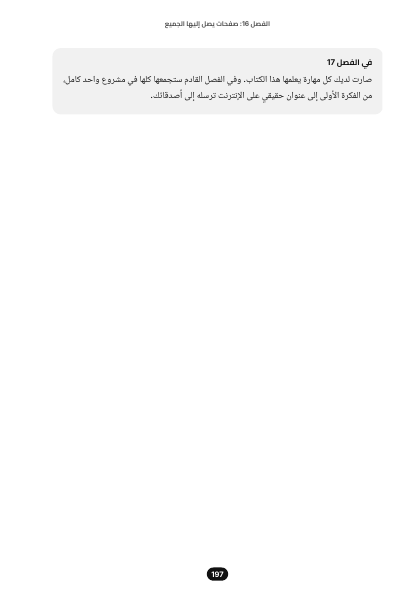 الفصل 16: صفحات يصل إليها الجميع
في الفصل 17
صارت لديك كل مهارة يعلمها هذا الكتاب. وفي الفصل القادم ستجمعها كلها في مشروع واحد كامل،
من الفكرة الأولى إلى عنوان حقيقي على الإنترنت ترسله إلى أصدقائك.
197